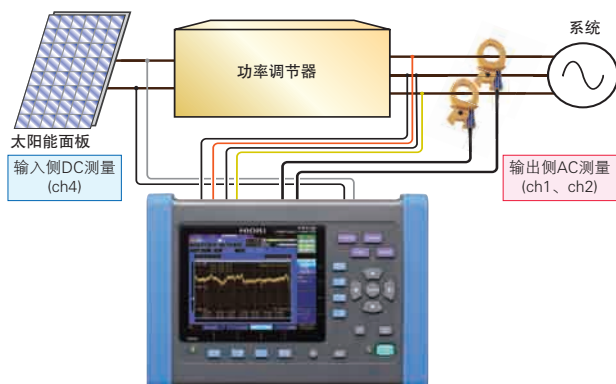 系统
功率调节器
太阳能面板
输入侧DC测量
(ch4)
输出侧AC测量
(ch1、ch2)
HIOKI